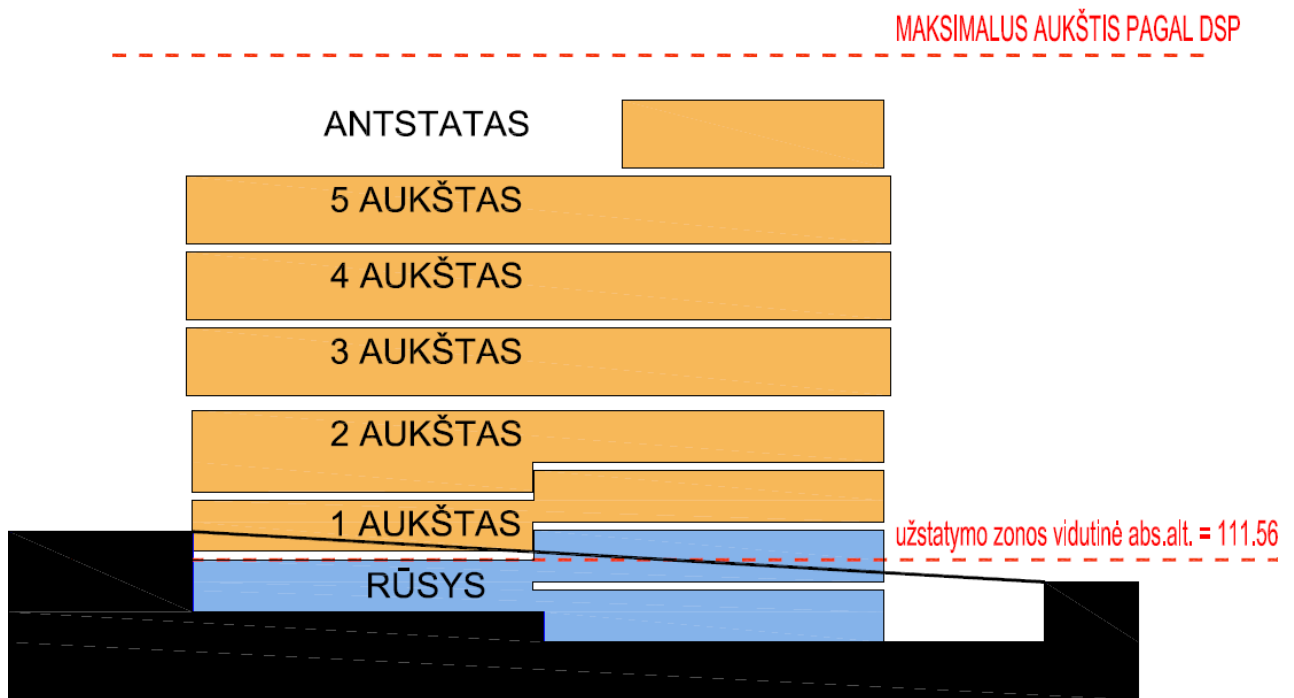 MAKSIMALUS AUKŠTIS PAGAL DSP
ANTSTATAS
5 AUKŠTAS
4 AUKŠTAS
3 AUKŠTAS
2 AUKŠTAS
1 AUKŠTAS
užstatymo zonos vidutinė abs.alt. = 111.56
RŪSYS